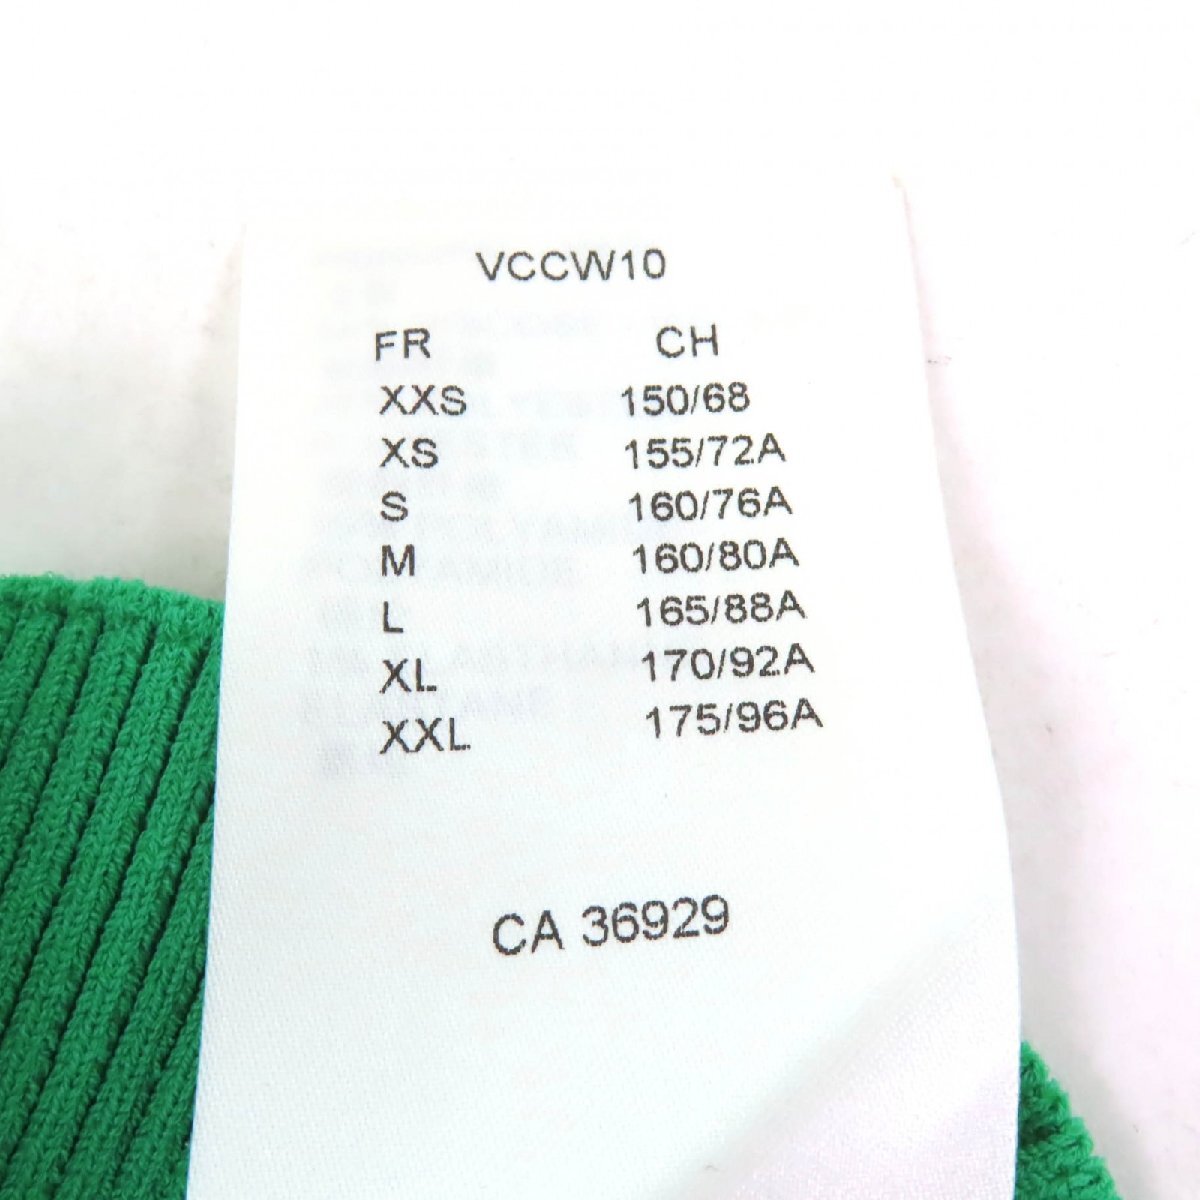 VCCW10
FR CH
XXS 150/68
XS 155/72A
S 160/76A
M 160/80A
L 165/88A
XL 170/92A
XXL 175/96A
CA 36929